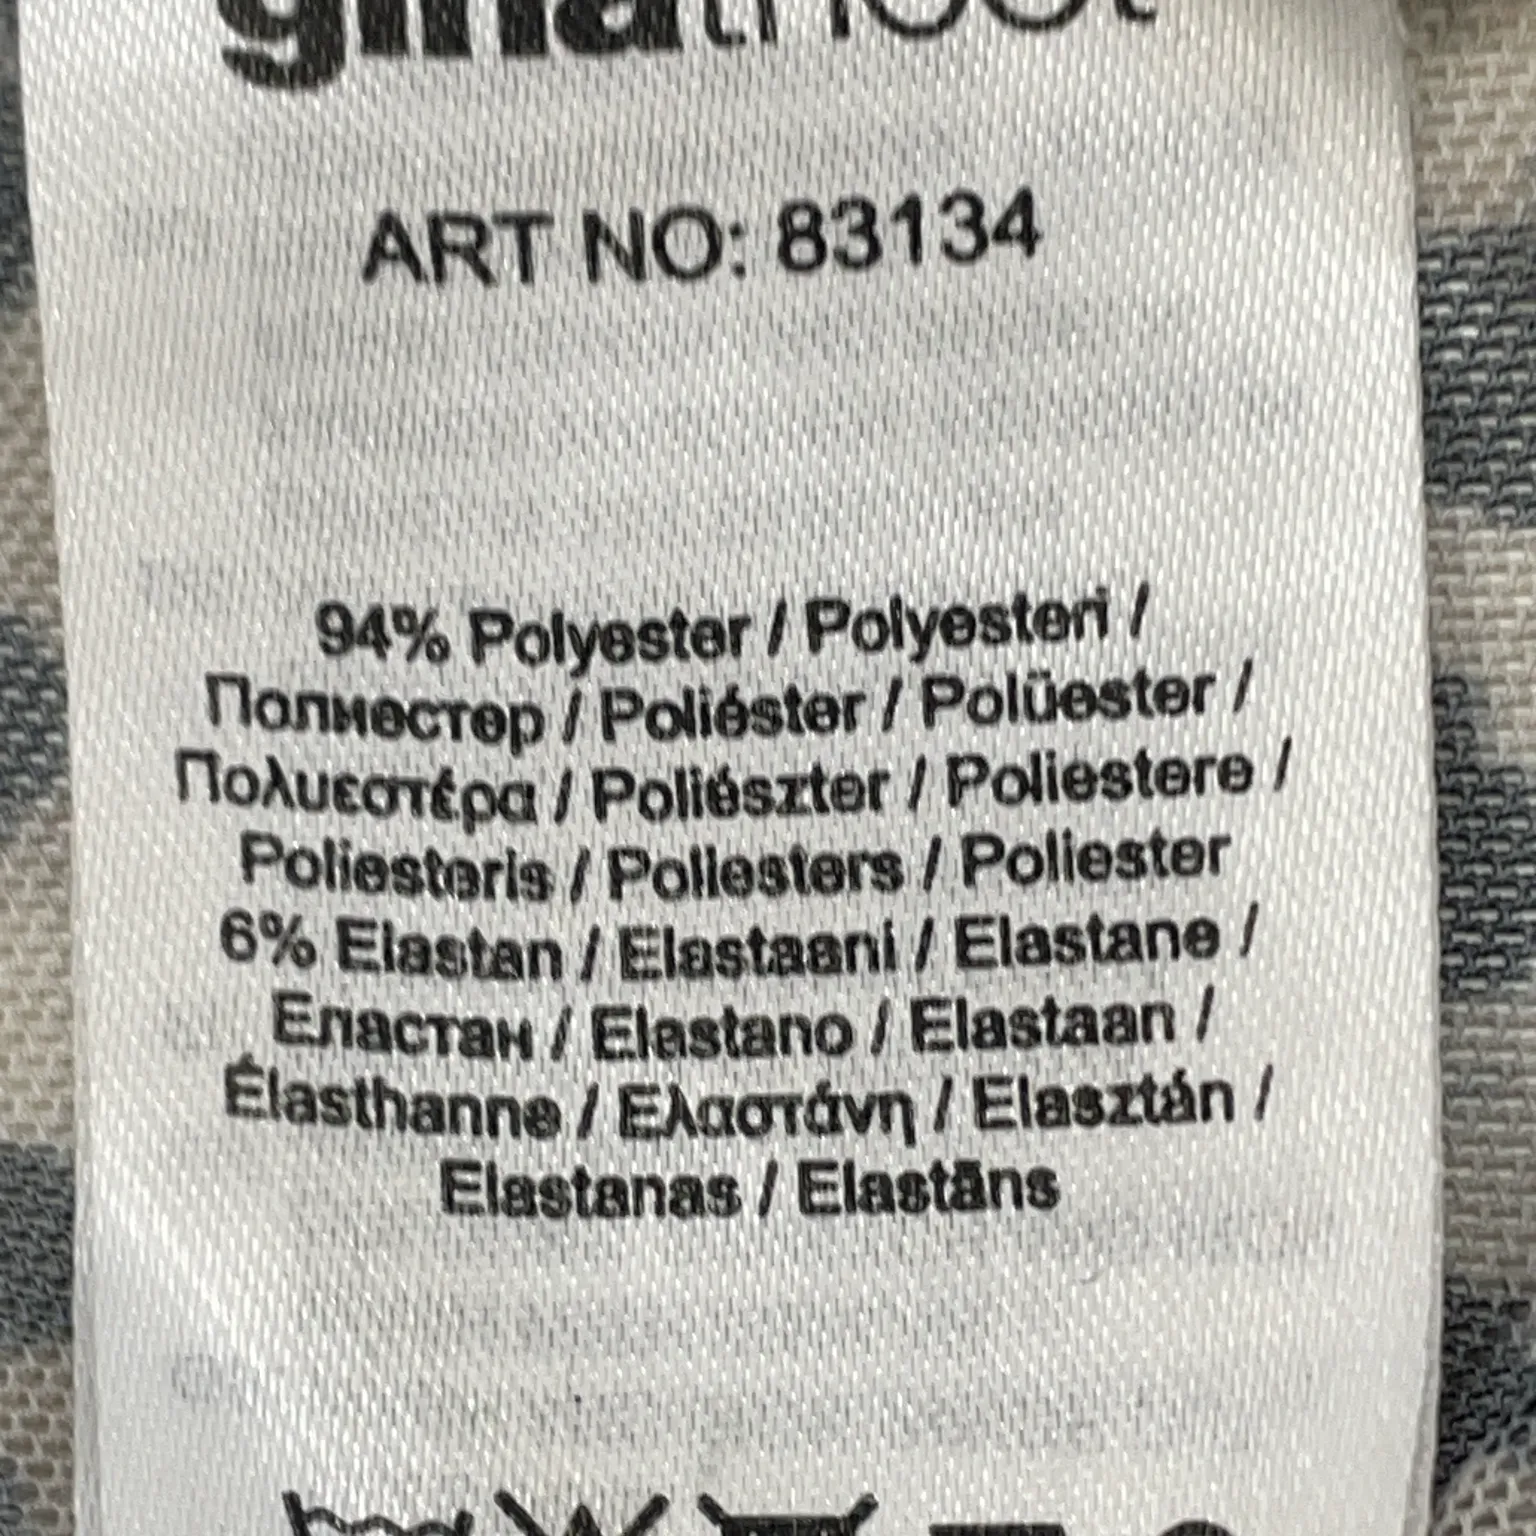 ginatricot
ART NO: 83134
94% Polyester / Polyesteri /
Полиестер / Poliéster / Polüester /
Πολυεστέρα / Poliészter / Poliestere /
Poliesteris / Poliesters / Poliester
6% Elastan / Elastaani / Elastane /
Еластан / Elastano / Elastaan /
Élasthanne / Ελαστάνη / Elasztán /
Elastanas / Elastāns